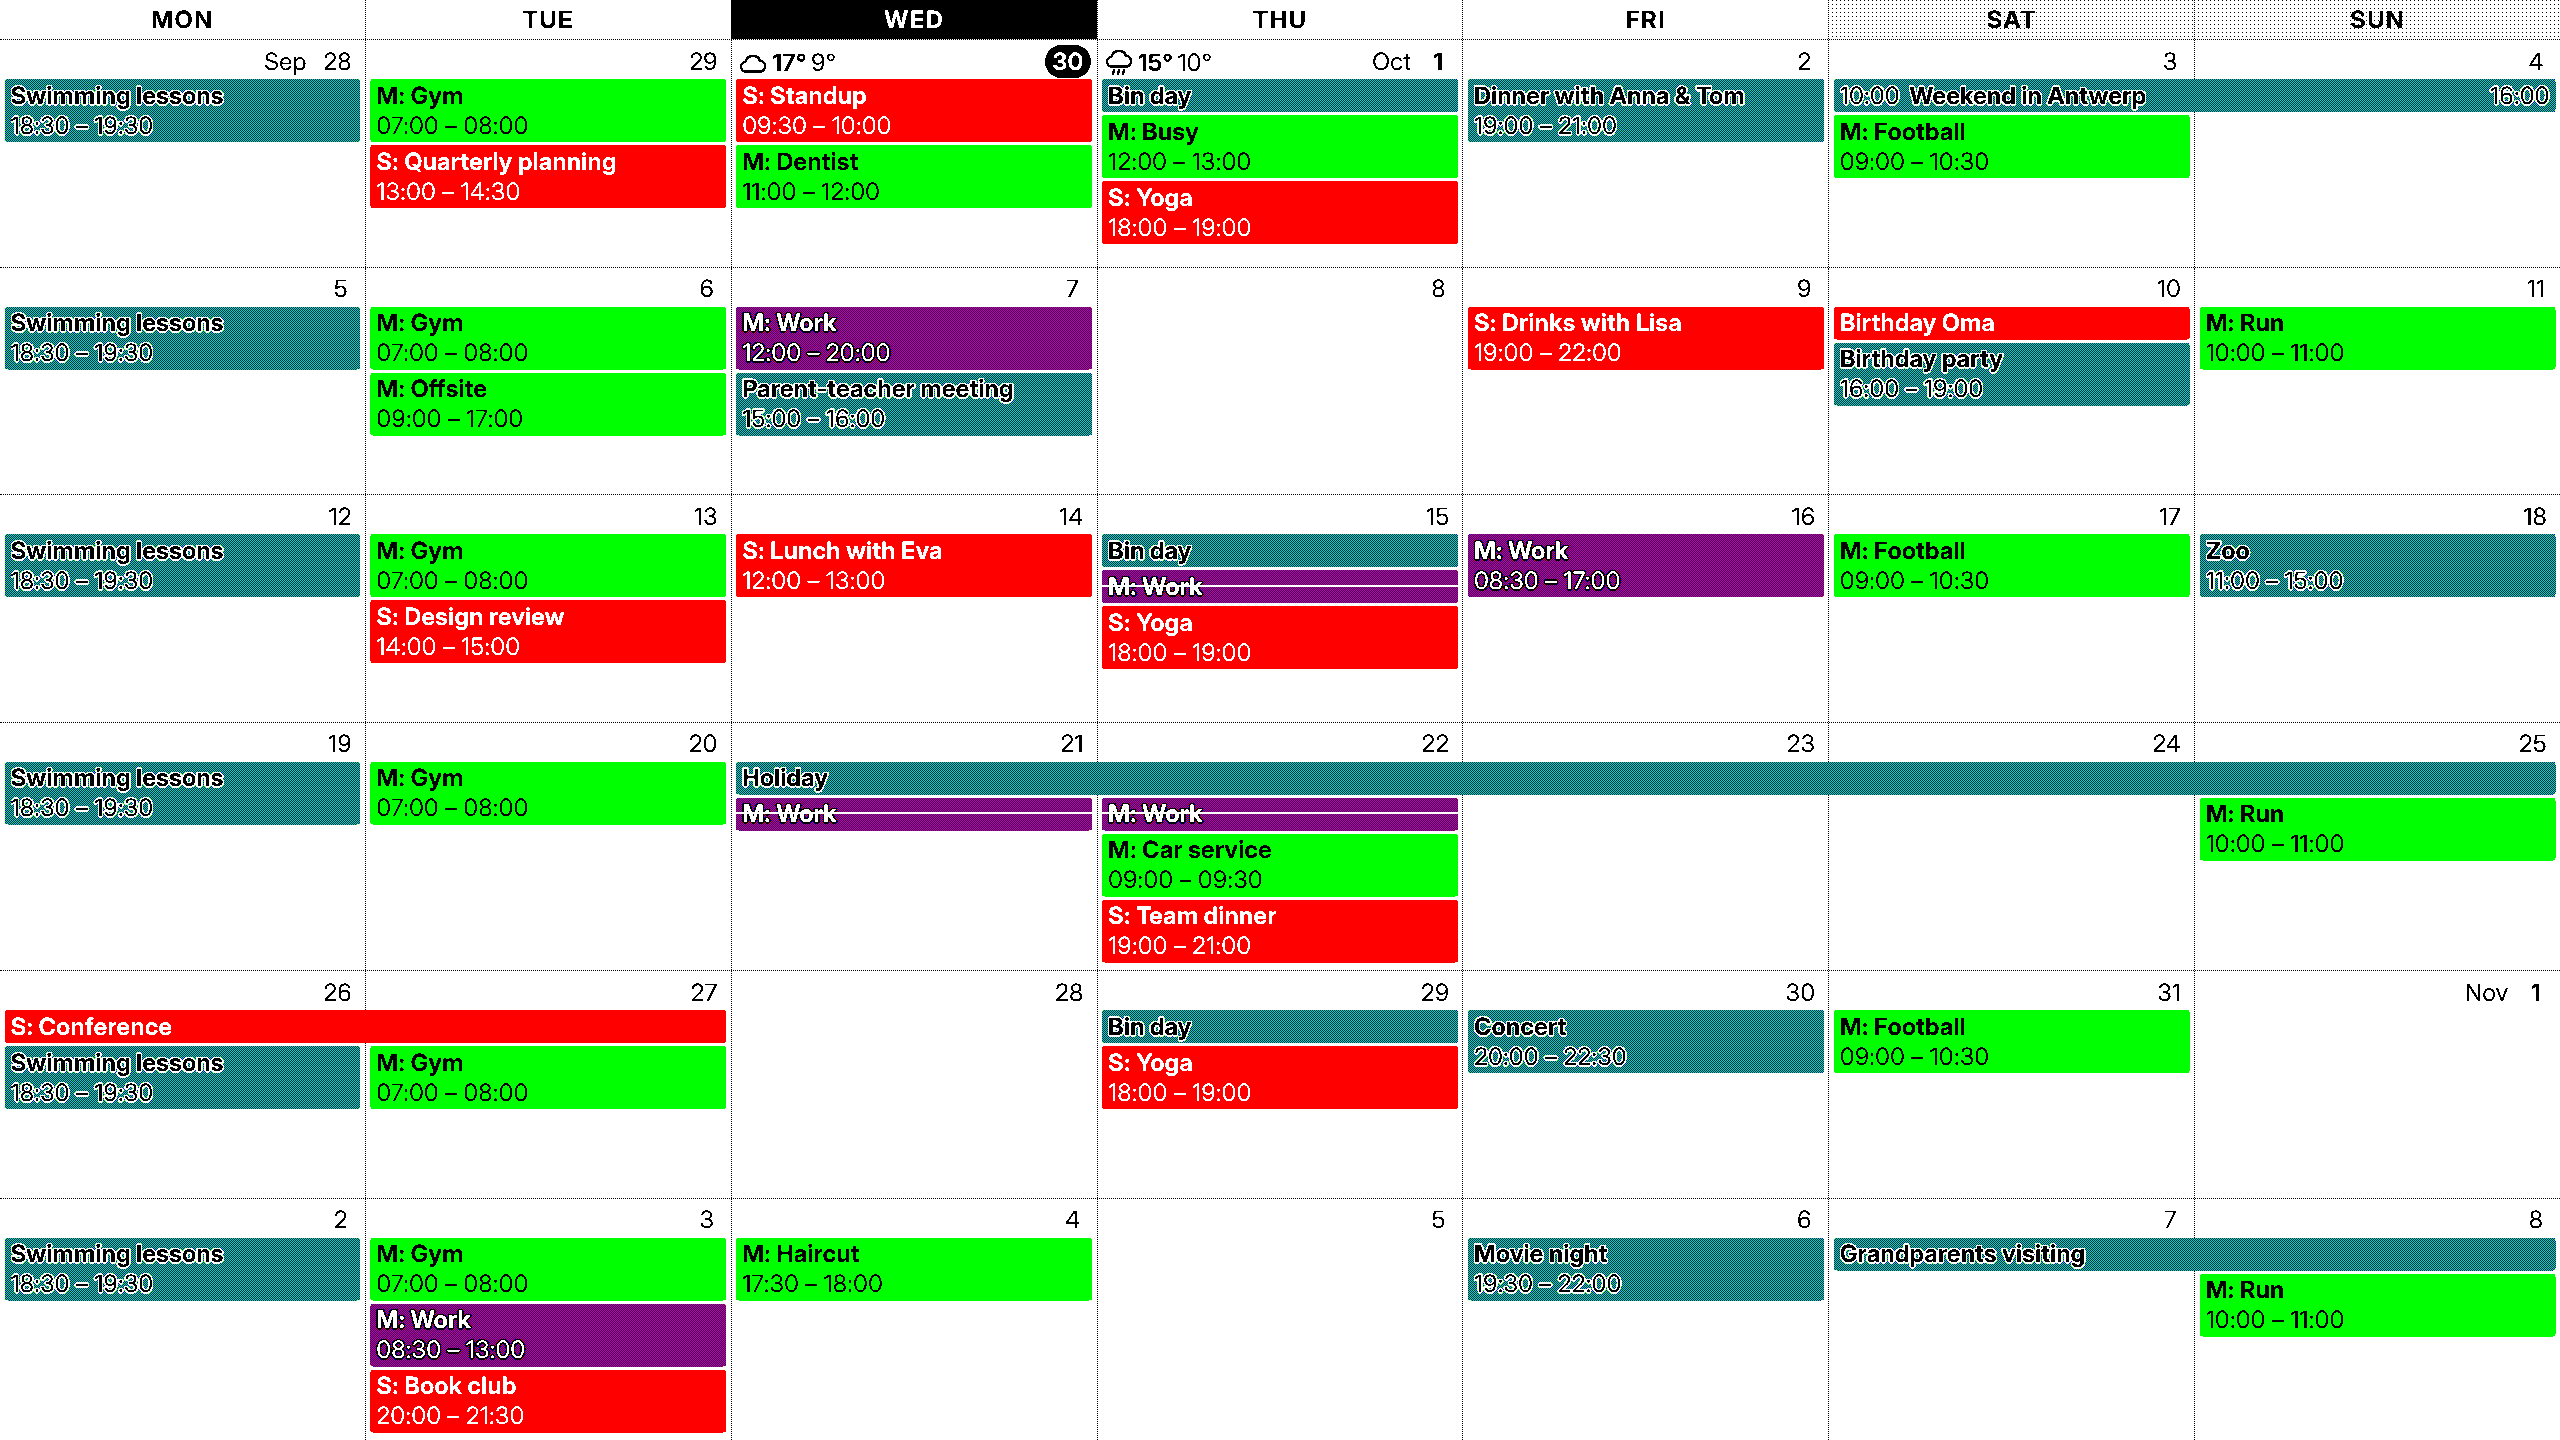 MON TUE WED THU FRI SAT SUN
Sep 28
Swimming lessons
18:30 – 19:30
29
M: Gym
07:00 – 08:00
S: Quarterly planning
13:00 – 14:30
17° 9° 30
S: Standup
09:30 – 10:00
M: Dentist
11:00 – 12:00
15° 10° Oct 1
Bin day
M: Busy
12:00 – 13:00
S: Yoga
18:00 – 19:00
2
Dinner with Anna & Tom
19:00 – 21:00
3
4
10:00 Weekend in Antwerp 16:00
M: Football
09:00 – 10:30
5
Swimming lessons
18:30 – 19:30
6
M: Gym
07:00 – 08:00
M: Offsite
09:00 – 17:00
7
M: Work
12:00 – 20:00
Parent-teacher meeting
15:00 – 16:00
8
9
S: Drinks with Lisa
19:00 – 22:00
10
Birthday Oma
Birthday party
16:00 – 19:00
11
M: Run
10:00 – 11:00
12
Swimming lessons
18:30 – 19:30
13
M: Gym
07:00 – 08:00
S: Design review
14:00 – 15:00
14
S: Lunch with Eva
12:00 – 13:00
15
Bin day
M: Work
S: Yoga
18:00 – 19:00
16
M: Work
08:30 – 17:00
17
M: Football
09:00 – 10:30
18
Zoo
11:00 – 15:00
19
Swimming lessons
18:30 – 19:30
20
M: Gym
07:00 – 08:00
21
Holiday
M: Work
22
M: Work
M: Car service
09:00 – 09:30
S: Team dinner
19:00 – 21:00
23
24
25
M: Run
10:00 – 11:00
26
S: Conference
Swimming lessons
18:30 – 19:30
27
M: Gym
07:00 – 08:00
28
29
Bin day
S: Yoga
18:00 – 19:00
30
Concert
20:00 – 22:30
31
M: Football
09:00 – 10:30
Nov 1
2
Swimming lessons
18:30 – 19:30
3
M: Gym
07:00 – 08:00
M: Work
08:30 – 13:00
S: Book club
20:00 – 21:30
4
M: Haircut
17:30 – 18:00
5
6
Movie night
19:30 – 22:00
7
Grandparents visiting
8
M: Run
10:00 – 11:00